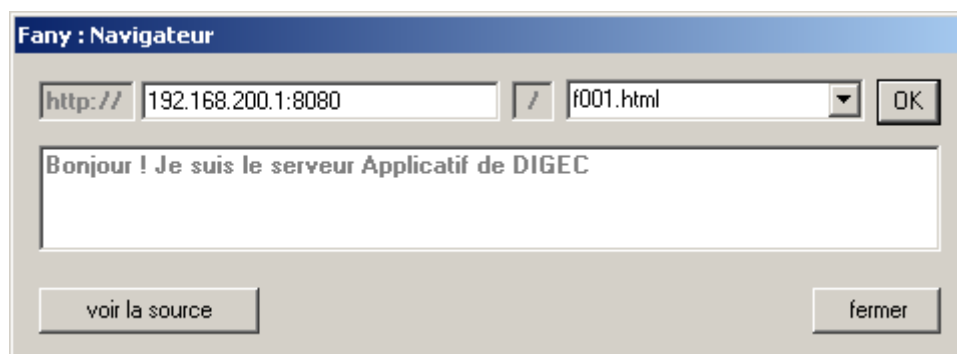 Fany : Navigateur
http:// 192.168.200.1:8080 / f001.html OK
Bonjour ! Je suis le serveur Applicatif de DIGEC
voir la source fermer